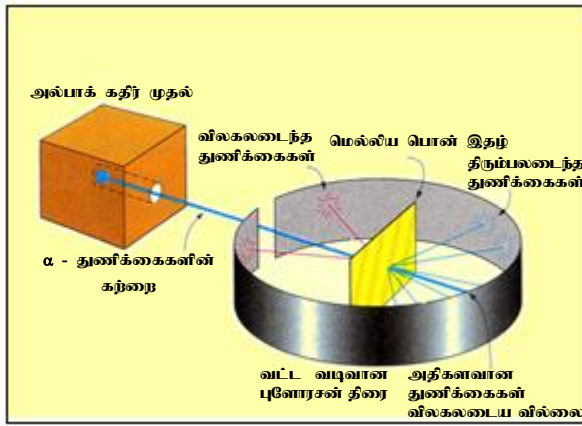 அல்பாக் கதிர் முதல்
விலகலடைந்த
துணிக்கைகள்
மெல்லிய பொன் இதழ்
திரும்பலடைந்த
துணிக்கைகள்
α - துணிக்கைகளின்
கற்றை
வட்ட வடிவான
புளோரசன் திரை
அதிகளவான
துணிக்கைகள்
விலகலடைய வில்லை